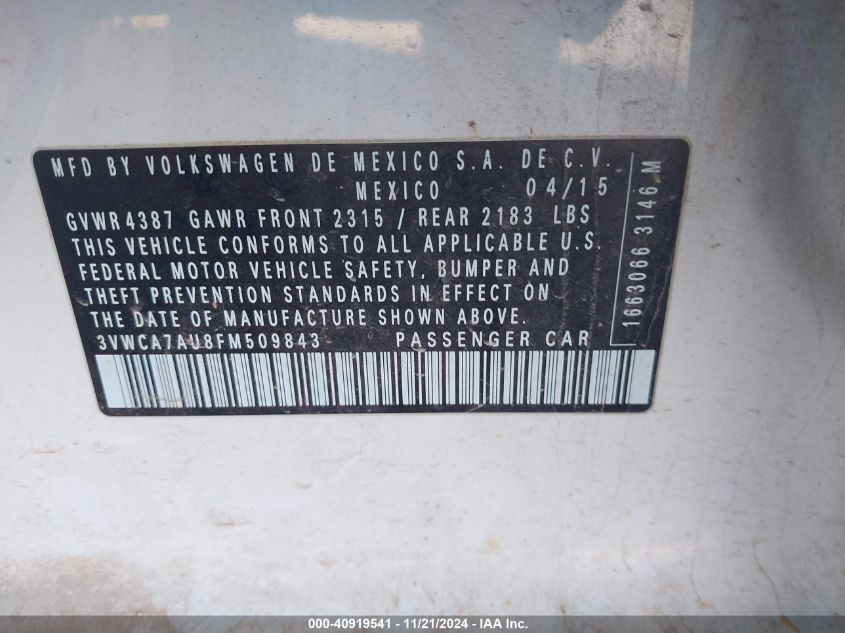 MFD BY VOLKSWAGEN DE MEXICO S.A. DE C.V.
MEXICO 04/15
GVWR 4387 GAWR FRONT 2315 / REAR 2183 LBS
THIS VEHICLE CONFORMS TO ALL APPLICABLE U.S.
FEDERAL MOTOR VEHICLE SAFETY, BUMPER AND
THEFT PREVENTION STANDARDS IN EFFECT ON
THE DATE OF MANUFACTURE SHOWN ABOVE.
3VWCA7AU8FM509843 PASSENGER CAR
1663066 3146 M
000-40919541 - 11/21/2024 - IAA Inc.